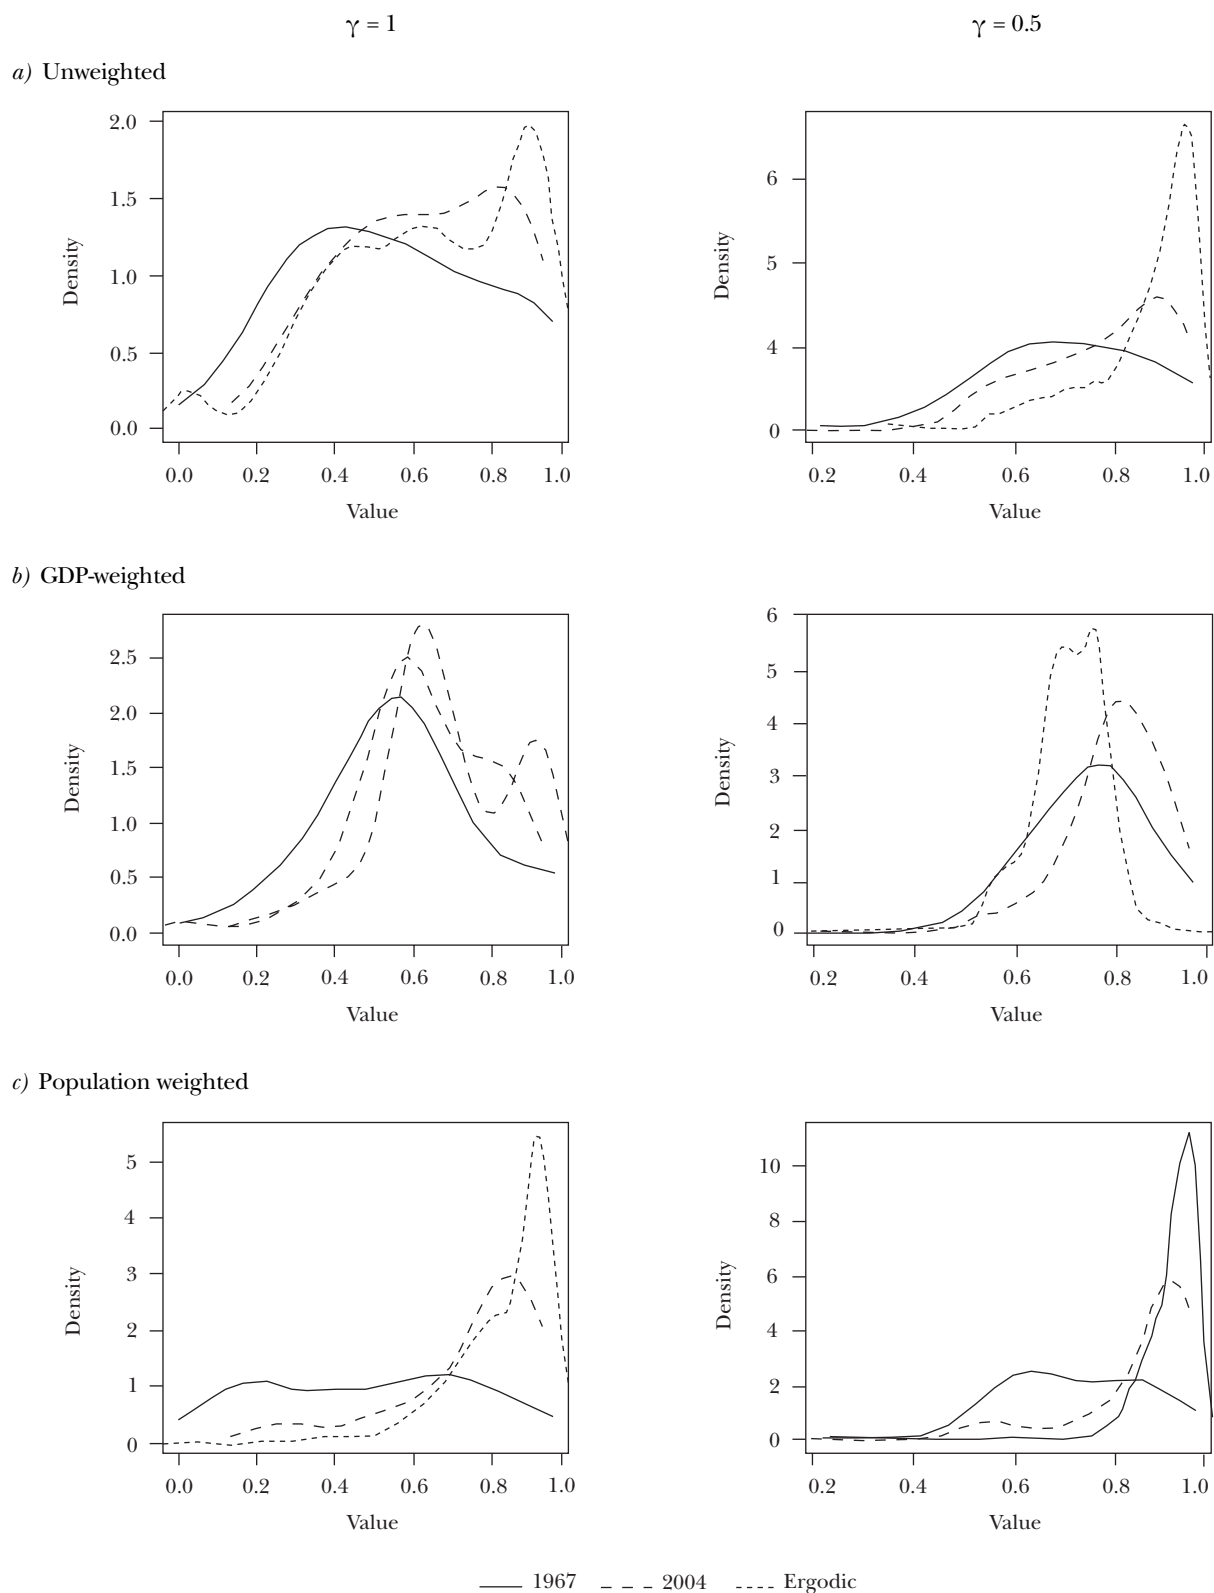 γ = 1
γ = 0.5
a) Unweighted
2.0
1.5
1.0
0.5
0.0
Density
0.0 0.2 0.4 0.6 0.8 1.0
Value
6
5
4
0
Density
0.2 0.4 0.6 0.8 1.0
Value
b) GDP-weighted
2.5
2.0
1.5
1.0
0.5
0.0
Density
0.0 0.2 0.4 0.6 0.8 1.0
Value
6
5
4
3
2
1
0
Density
0.2 0.4 0.6 0.8 1.0
Value
c) Population weighted
5
4
3
2
1
0
Density
0.0 0.2 0.4 0.6 0.8 1.0
Value
10
8
6
4
2
0
Density
0.2 0.4 0.6 0.8 1.0
Value
1967 2004 Ergodic